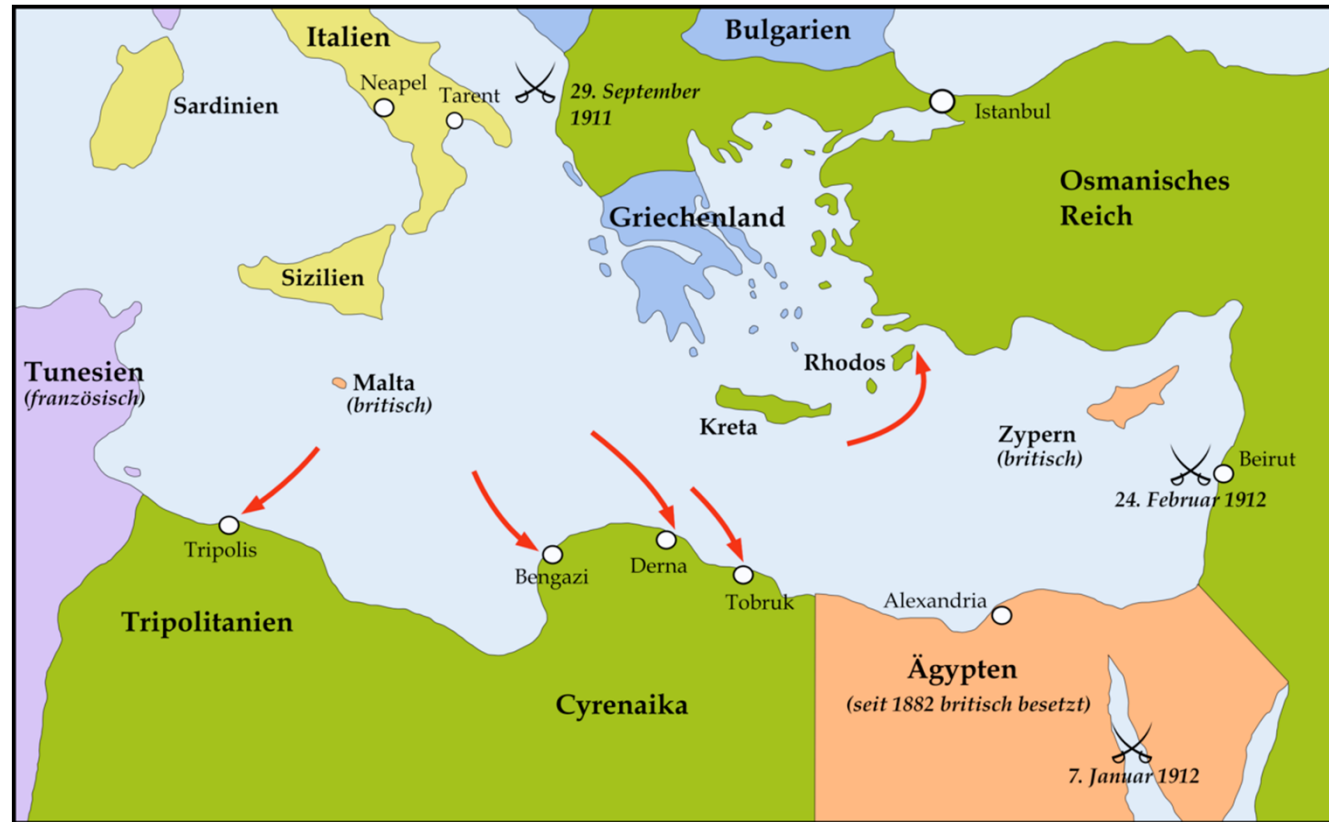 Italien
Bulgarien
Neapel
Tarent
29. September
1911
Sardinien
Istanbul
Osmanisches
Reich
Griechenland
Sizilien
Tunesien
(französisch)
Malta
(britisch)
Rhodos
Kreta
Zypern
(britisch)
Beirut
24. Februar 1912
Tripolis
Bengazi
Derna
Tobruk
Alexandria
Tripolitanien
Cyrenaika
Ägypten
(seit 1882 britisch besetzt)
7. Januar 1912